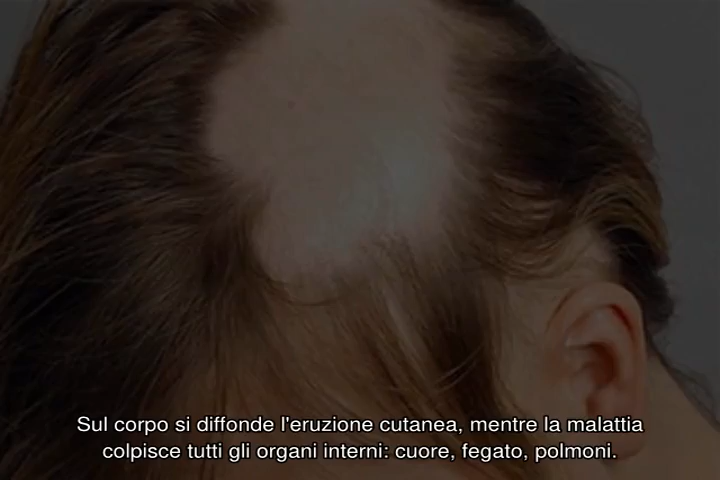 Sul corpo si diffonde l'eruzione cutanea, mentre la malattia
colpisce tutti gli organi interni: cuore, fegato, polmoni.